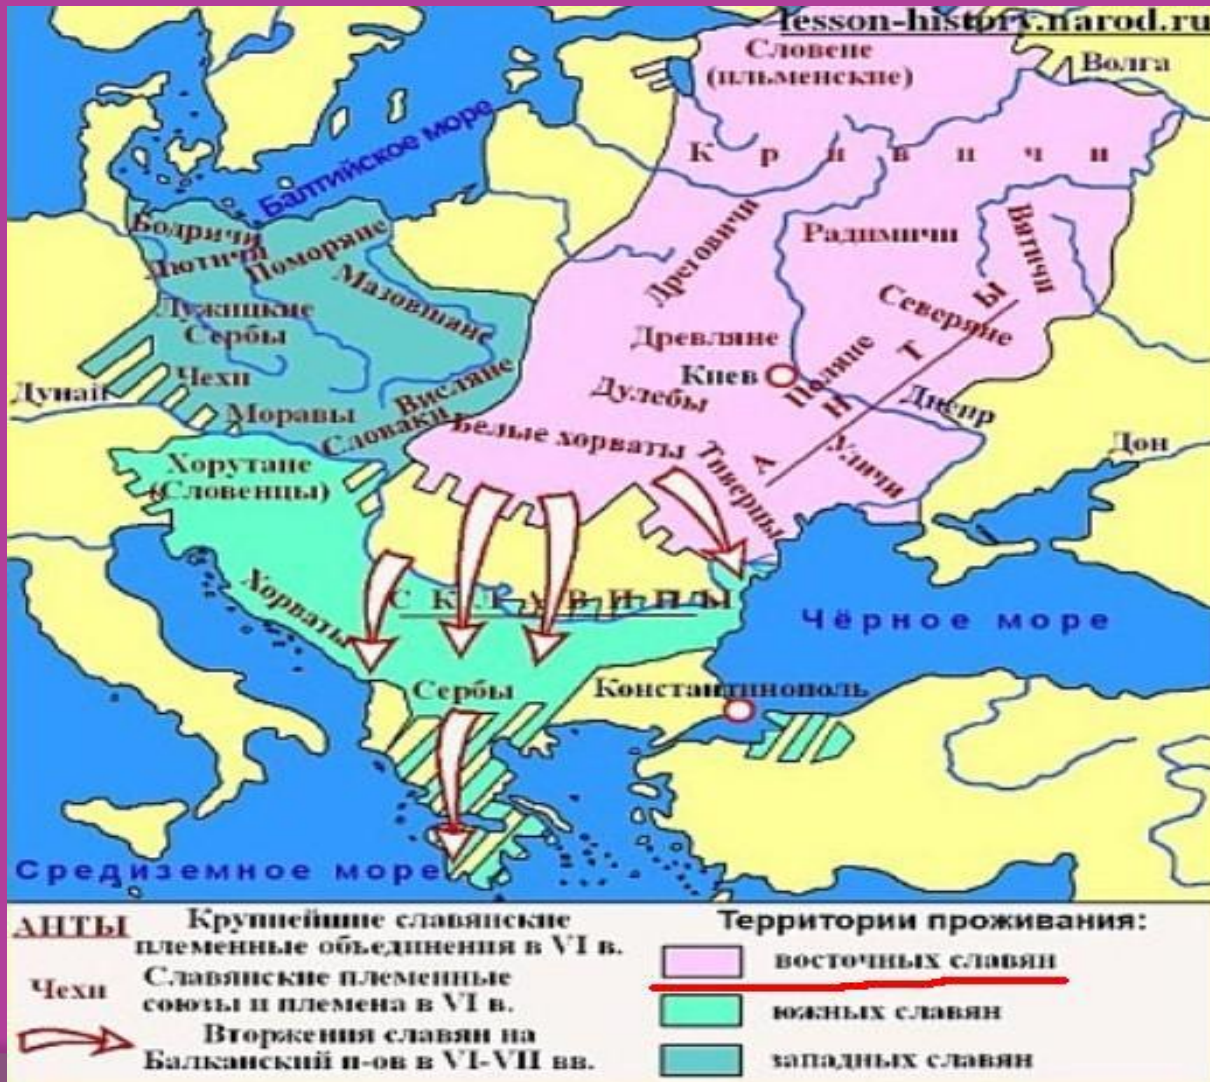 lesson-history.narod.ru
Словене
(ильменские)
Волга
Балтийское море
Кривичи
Бодричи
Лютичи
Поморяне
Мазовшане
Лужицкие
Сербы
Дреговичи
Радимичи
Вятичи
Северяне
Древляне
Киев
Поляне
АНТЫ
Дулебы
Днепр
Дон
Дунай
Чехи
Моравы
Висляне
Словаки
Белые хорваты
Тиверцы
Уличи
Хорутане
(Словенцы)
Хорваты
СКЛАВИНЫ
Чёрное море
Сербы
Константинополь
Средиземное море
АНТЫ Крупнейшие славянские
племенные объединения в VI в.
Чехи Славянские племенные
союзы и племена в VI в.
Вторжения славян на
Балканский п-ов в VI-VII вв.
Территории проживания:
восточных славян
южных славян
западных славян